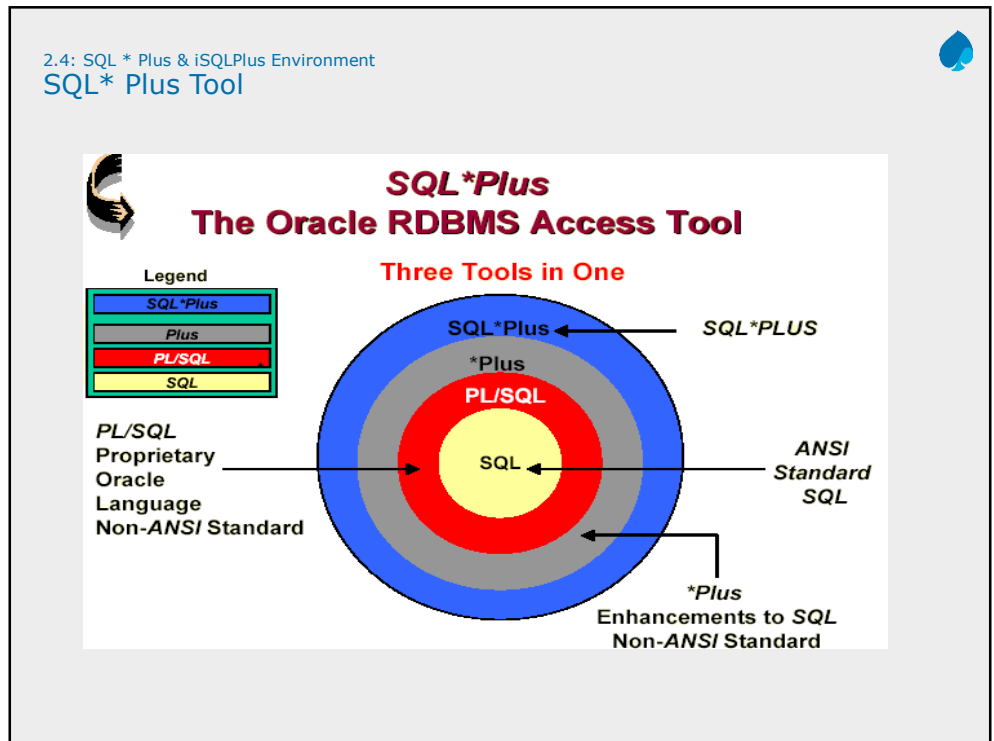 2.4: SQL * Plus & iSQLPlus Environment
SQL* Plus Tool
SQL*Plus
The Oracle RDBMS Access Tool
Three Tools in One
Legend
SQL*Plus
Plus
PL/SQL
*
SQL
SQL*Plus
*Plus
PL/SQL
SQL
SQL*PLUS
PL/SQL
Proprietary
Oracle
Language
Non-ANSI Standard
ANSI
Standard
SQL
*Plus
Enhancements to SQL
Non-ANSI Standard